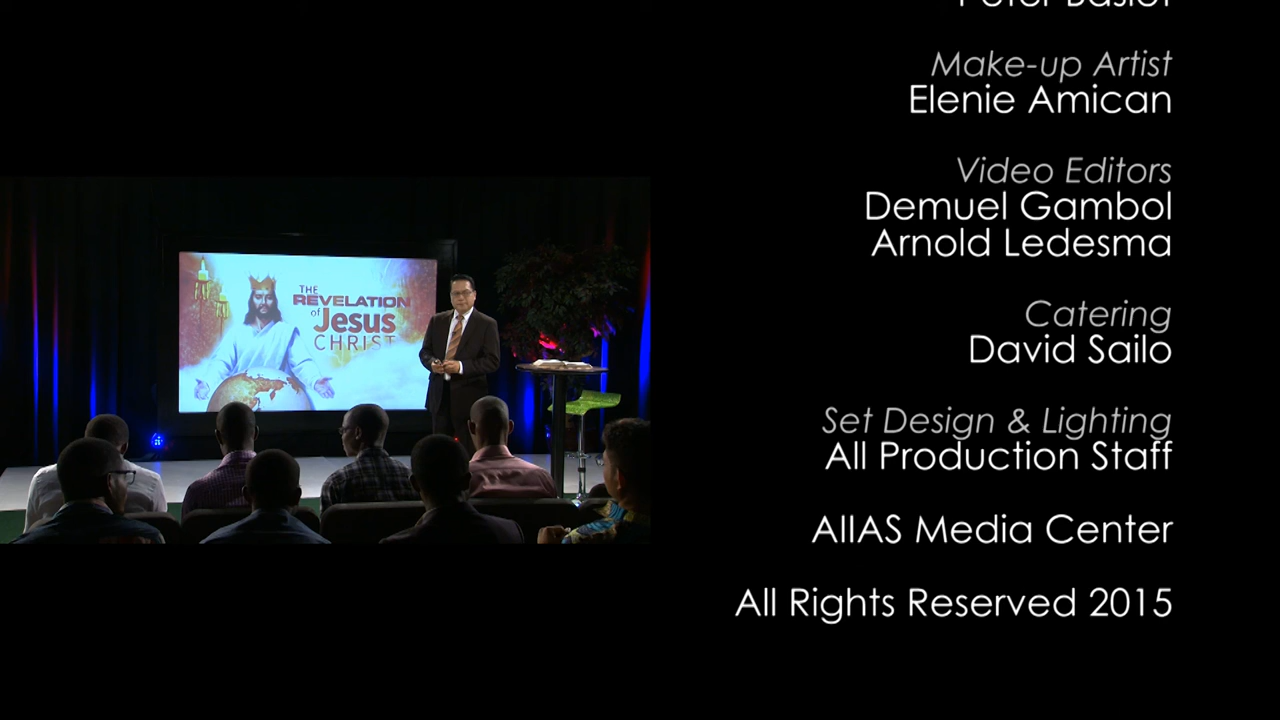 Make-up Artist
Elenie Amican
Video Editors
Demuel Gambol
Arnold Ledesma
Catering
David Sailo
Set Design & Lighting
All Production Staff
AIIAS Media Center
All Rights Reserved 2015
THE
REVELATION
of Jesus
CHRIST